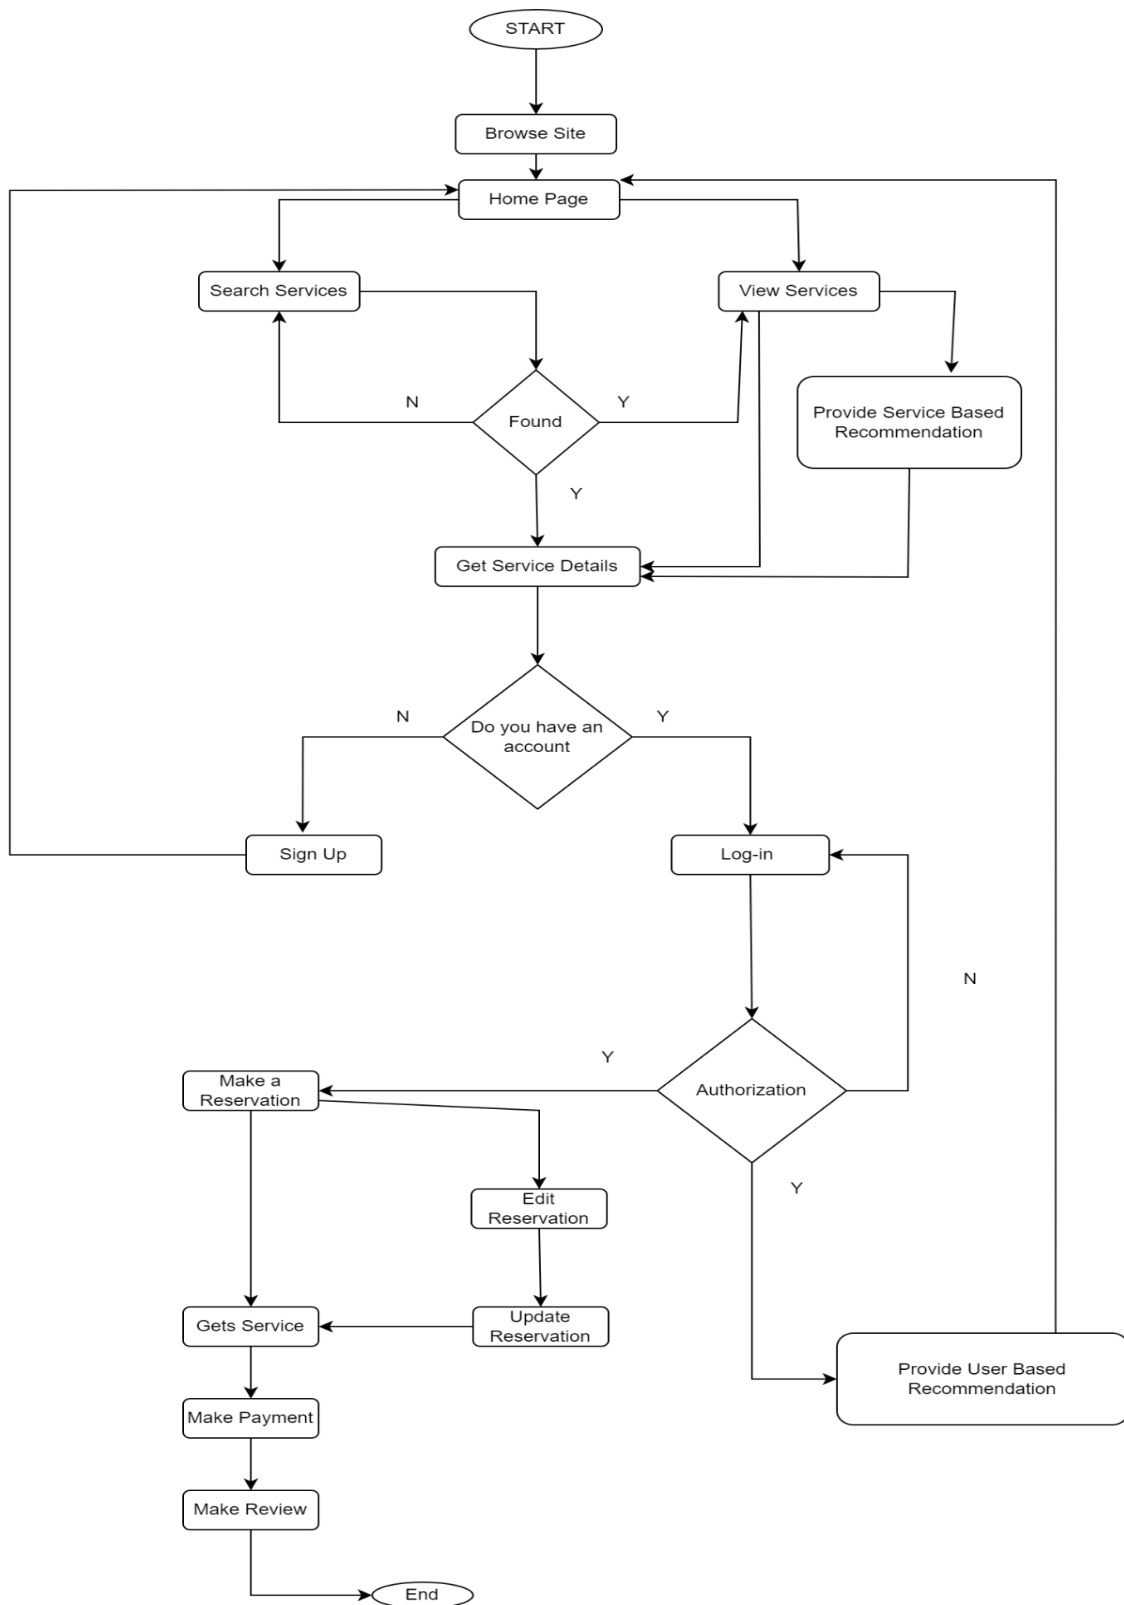 START
Browse Site
Home Page
Search Services
View Services
N
Y
Found
Provide Service Based
Recommendation
Y
Get Service Details
N
Y
Do you have an
account
Sign Up
Log-in
N
Y
Make a
Reservation
Authorization
Y
Edit
Reservation
Gets Service
Update
Reservation
Provide User Based
Recommendation
Make Payment
Make Review
End